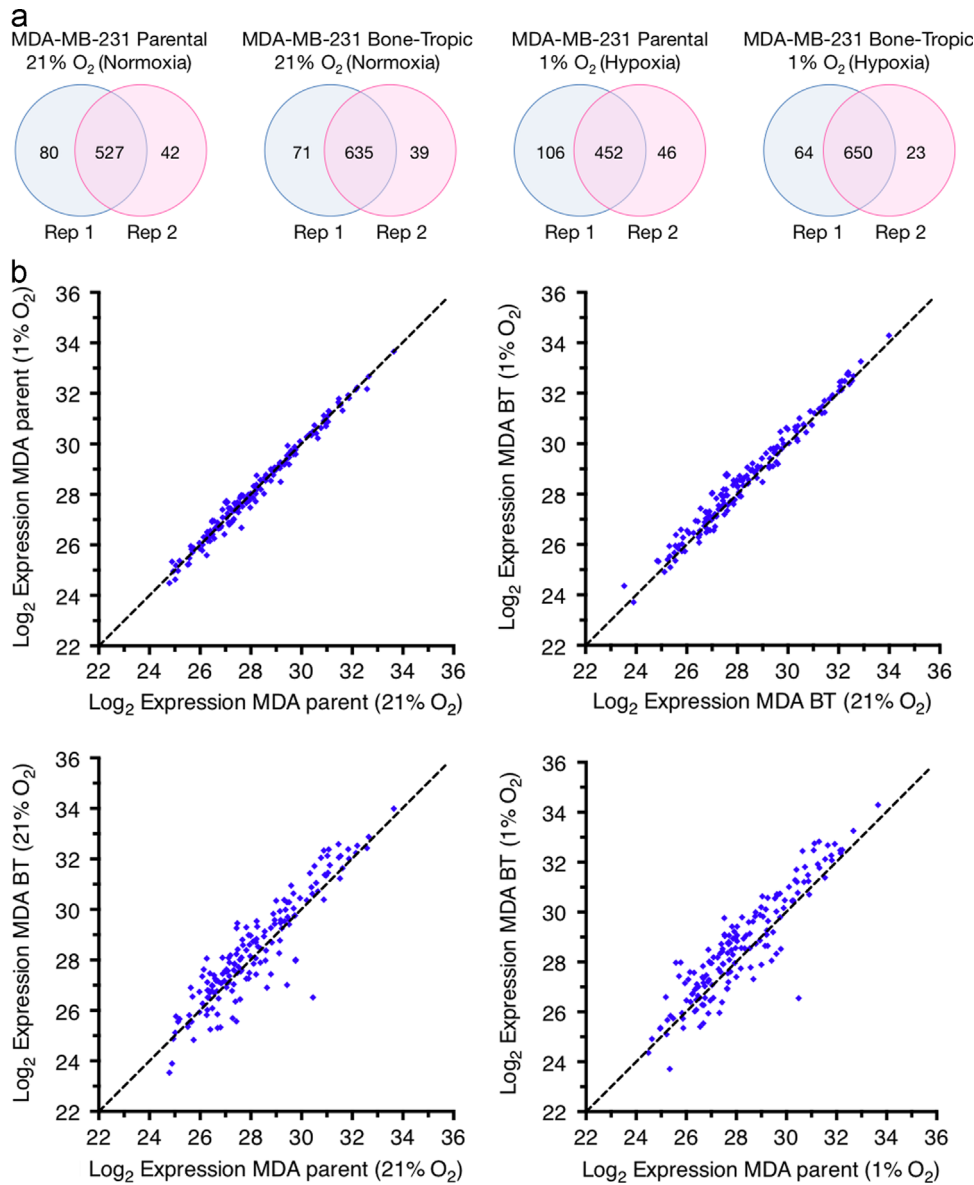 a
MDA-MB-231 Parental
21% O2 (Normoxia)
80 527 42
Rep 1 Rep 2
MDA-MB-231 Bone-Tropic
21% O2 (Normoxia)
71 635 39
Rep 1 Rep 2
MDA-MB-231 Parental
1% O2 (Hypoxia)
106 452 46
Rep 1 Rep 2
MDA-MB-231 Bone-Tropic
1% O2 (Hypoxia)
64 650 23
Rep 1 Rep 2
b
Log2 Expression MDA parent (1% O2)
36
34
32
30
28
26
24
22
22 24 26 28 30 32 34 36
Log2 Expression MDA parent (21% O2)
Log2 Expression MDA BT (1% O2)
36
34
32
30
28
26
24
22
22 24 26 28 30 32 34 36
Log2 Expression MDA BT (21% O2)
Log2 Expression MDA BT (21% O2)
36
34
32
30
28
26
24
22
22 24 26 28 30 32 34 36
Log2 Expression MDA parent (21% O2)
Log2 Expression MDA BT (1% O2)
36
34
32
30
28
26
24
22
22 24 26 28 30 32 34 36
Log2 Expression MDA parent (1% O2)